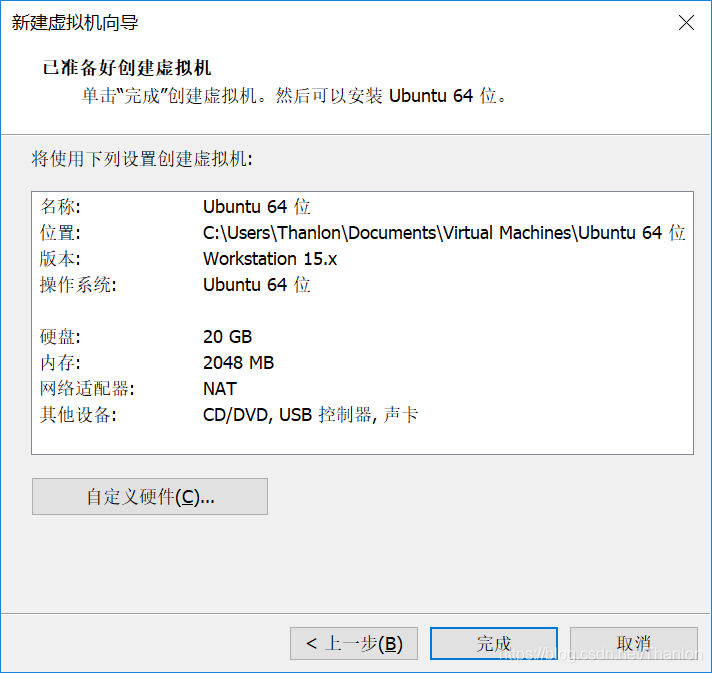 新建虚拟机向导
已准备好创建虚拟机
单击“完成”创建虚拟机。然后可以安装 Ubuntu 64 位。
将使用下列设置创建虚拟机:
名称: Ubuntu 64 位
位置: C:\Users\Thanlon\Documents\Virtual Machines\Ubuntu 64 位
版本: Workstation 15.x
操作系统: Ubuntu 64 位
硬盘: 20 GB
内存: 2048 MB
网络适配器: NAT
其他设备: CD/DVD, USB 控制器, 声卡
自定义硬件(C)...
< 上一步(B) 完成 取消
https://blog.csdn.net/Thanlon